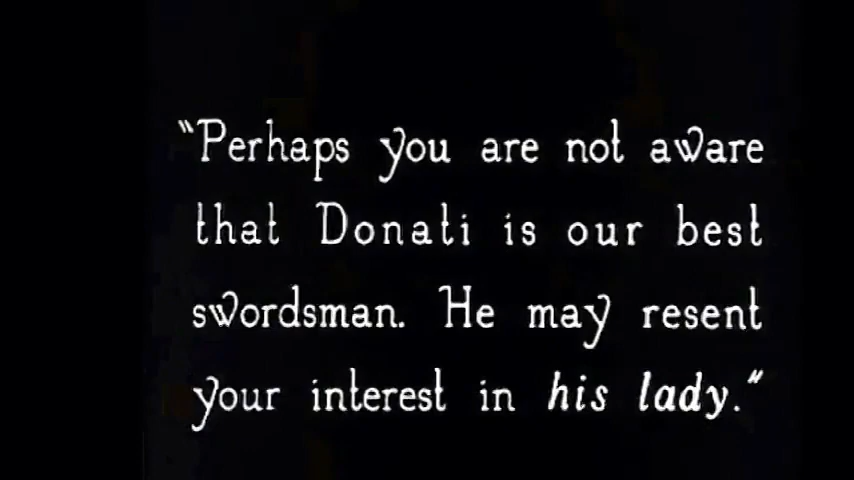 “Perhaps you are not aware
that Donati is our best
swordsman. He may resent
your interest in his lady.”